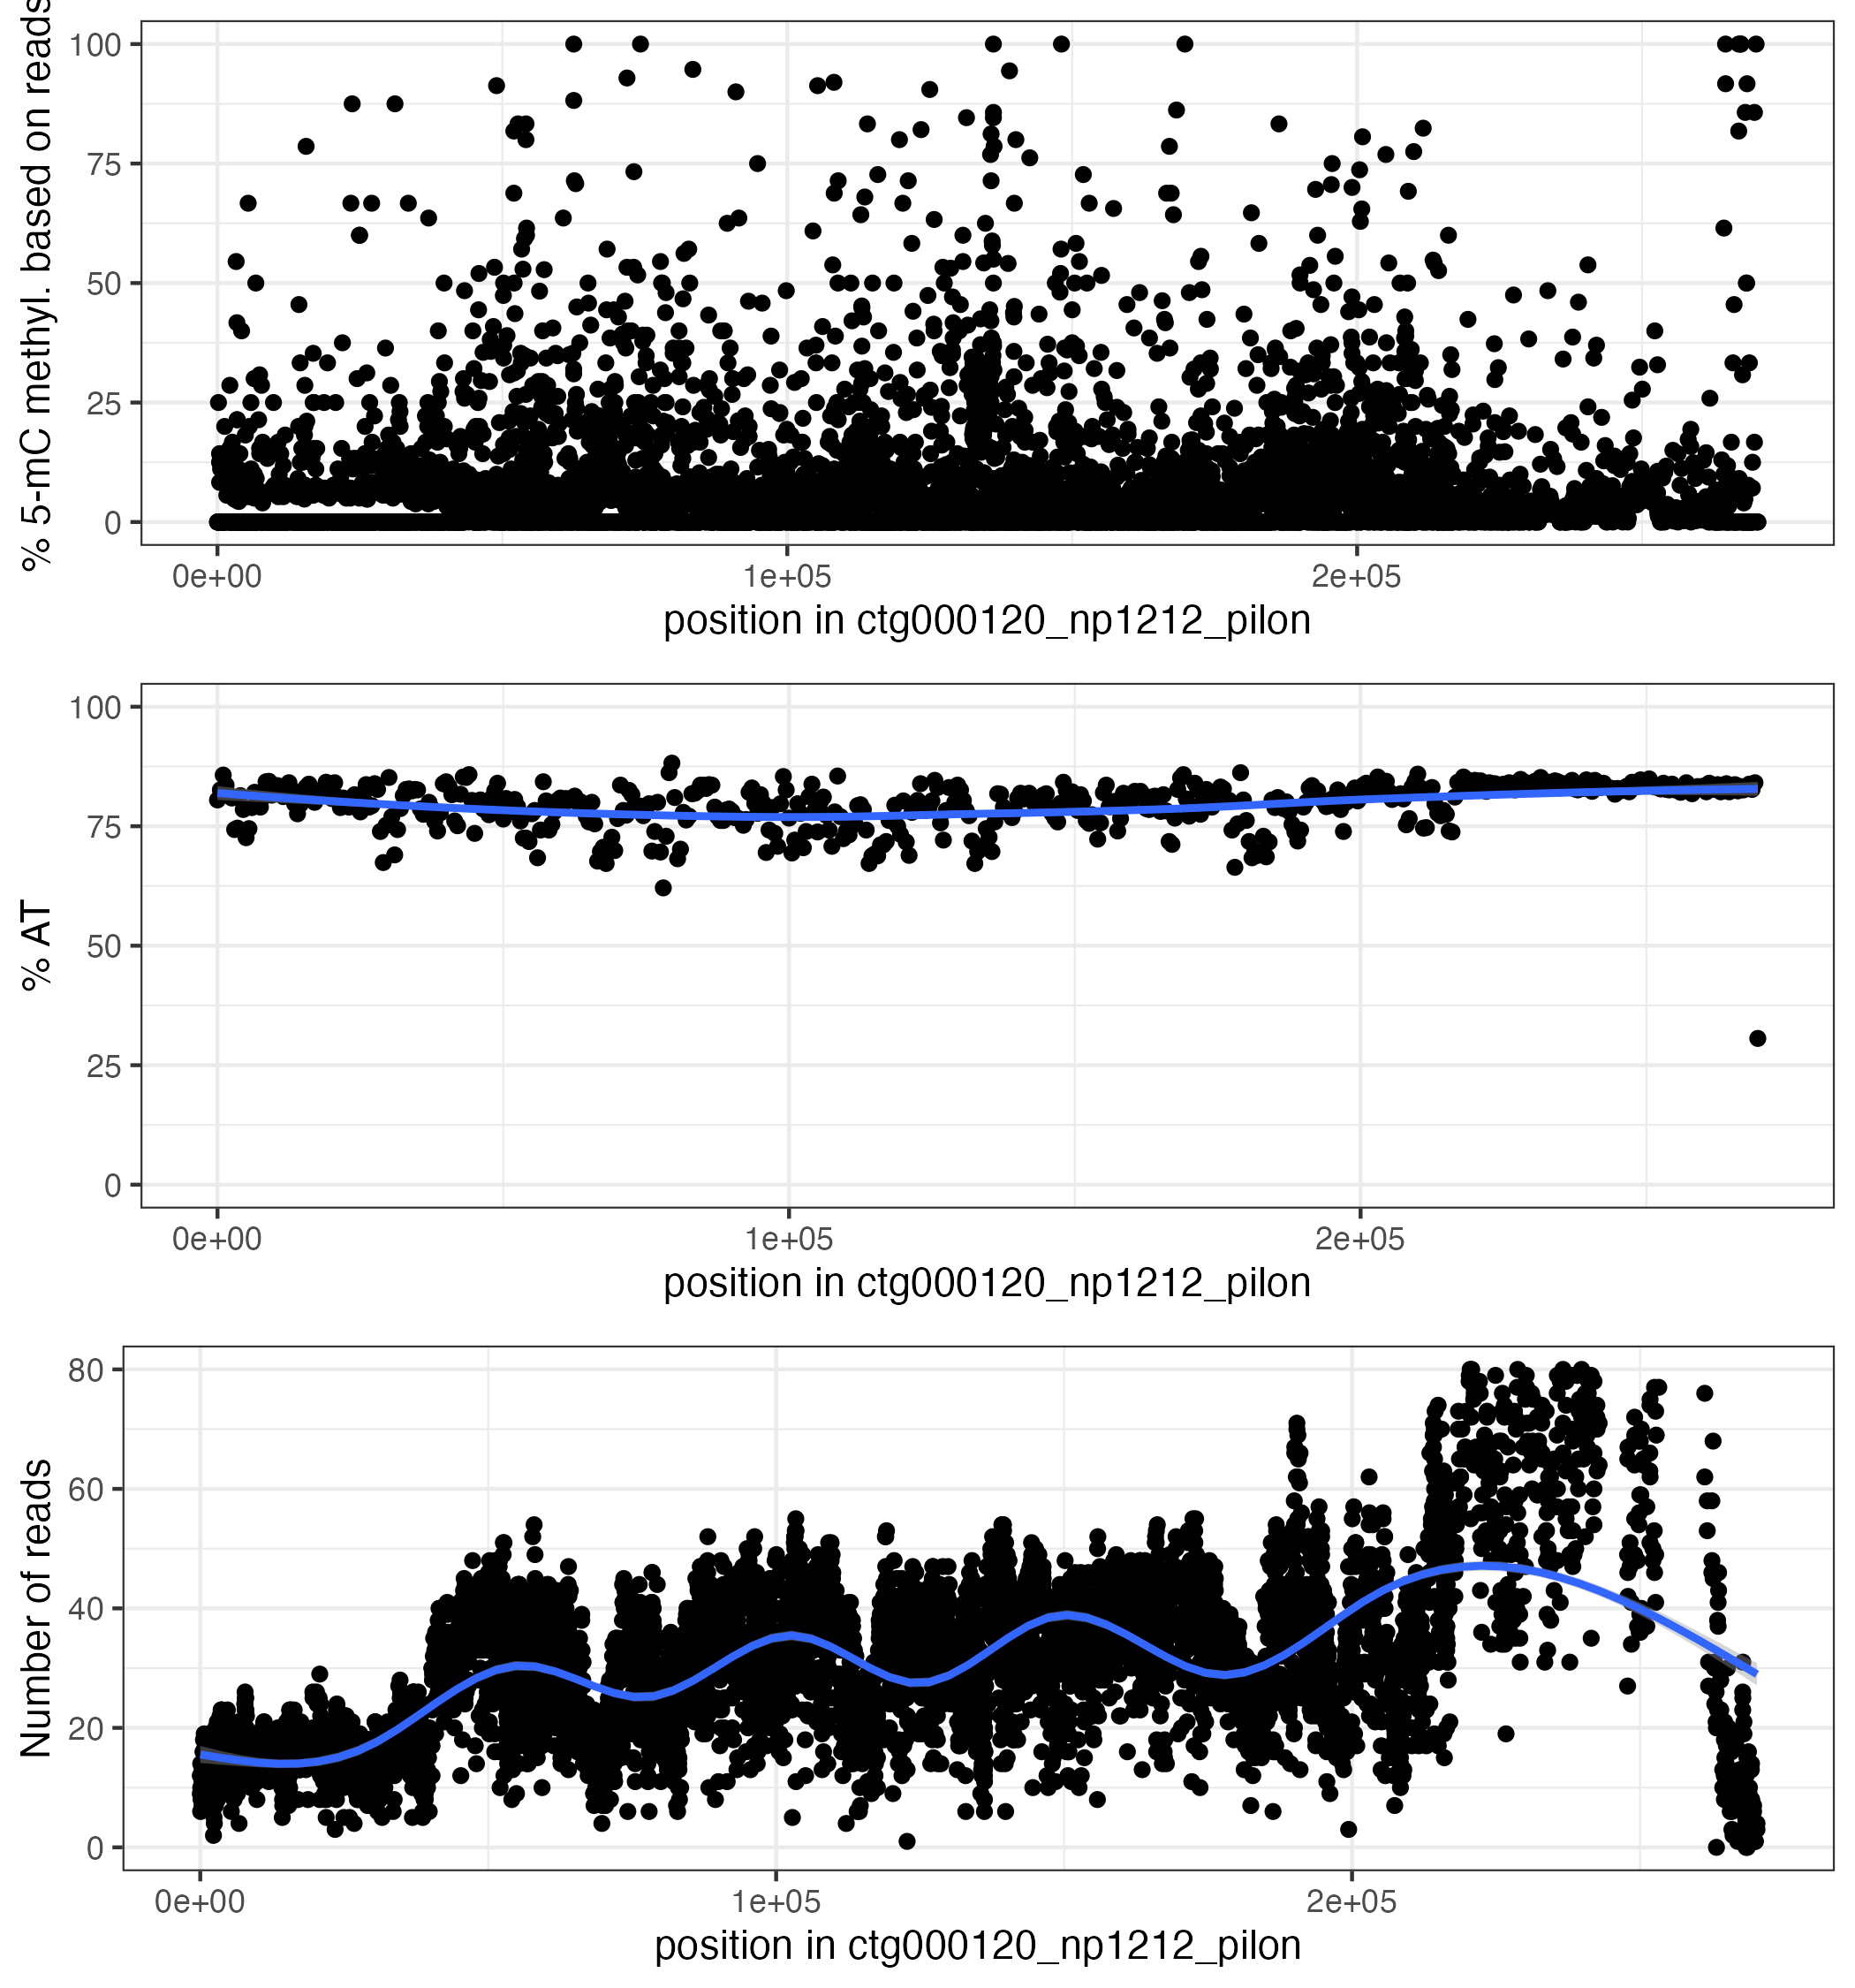 % 5-mC methyl. based on reads
100
75
50
25
0
0e+00 1e+05 2e+05
position in ctg000120_np1212_pilon
% AT
100
75
50
25
0
0e+00 1e+05 2e+05
position in ctg000120_np1212_pilon
Number of reads
80
60
40
20
0
0e+00 1e+05 2e+05
position in ctg000120_np1212_pilon